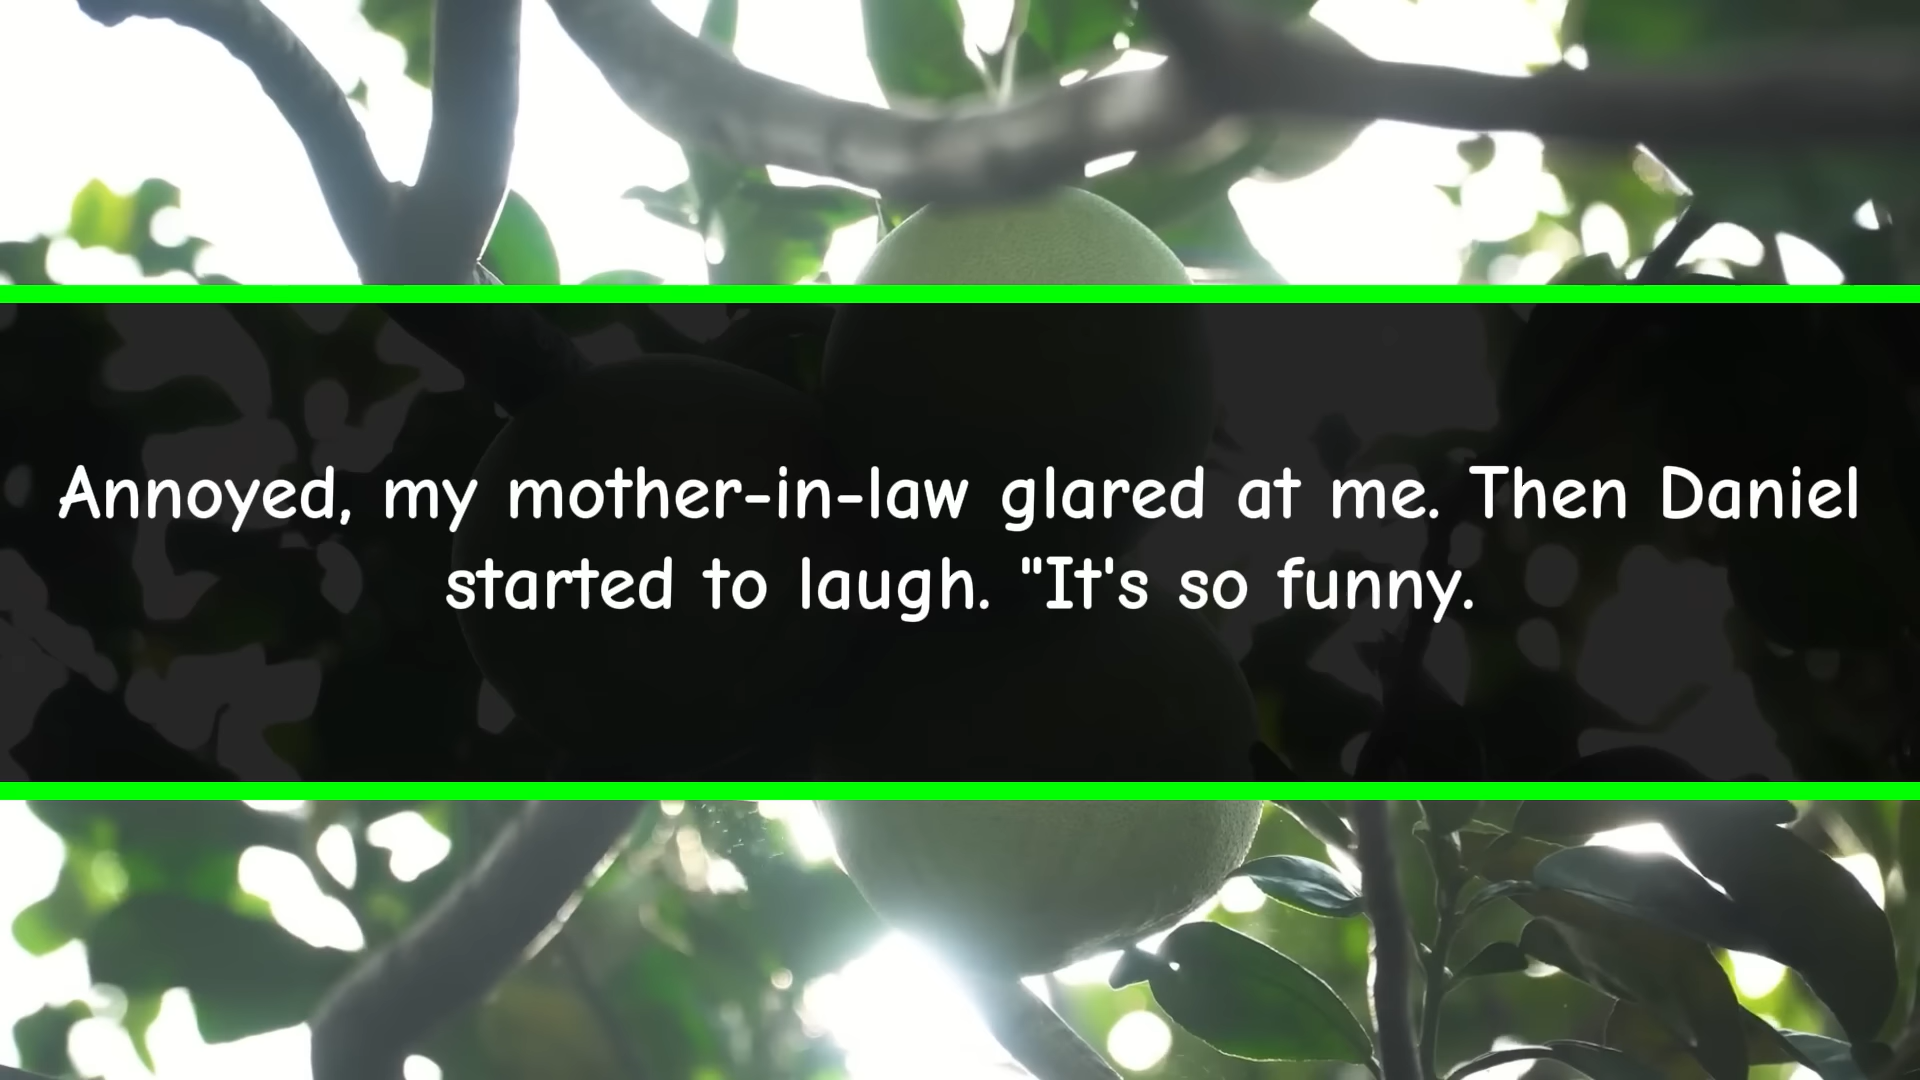 Annoyed, my mother-in-law glared at me. Then Daniel
started to laugh. "It's so funny.